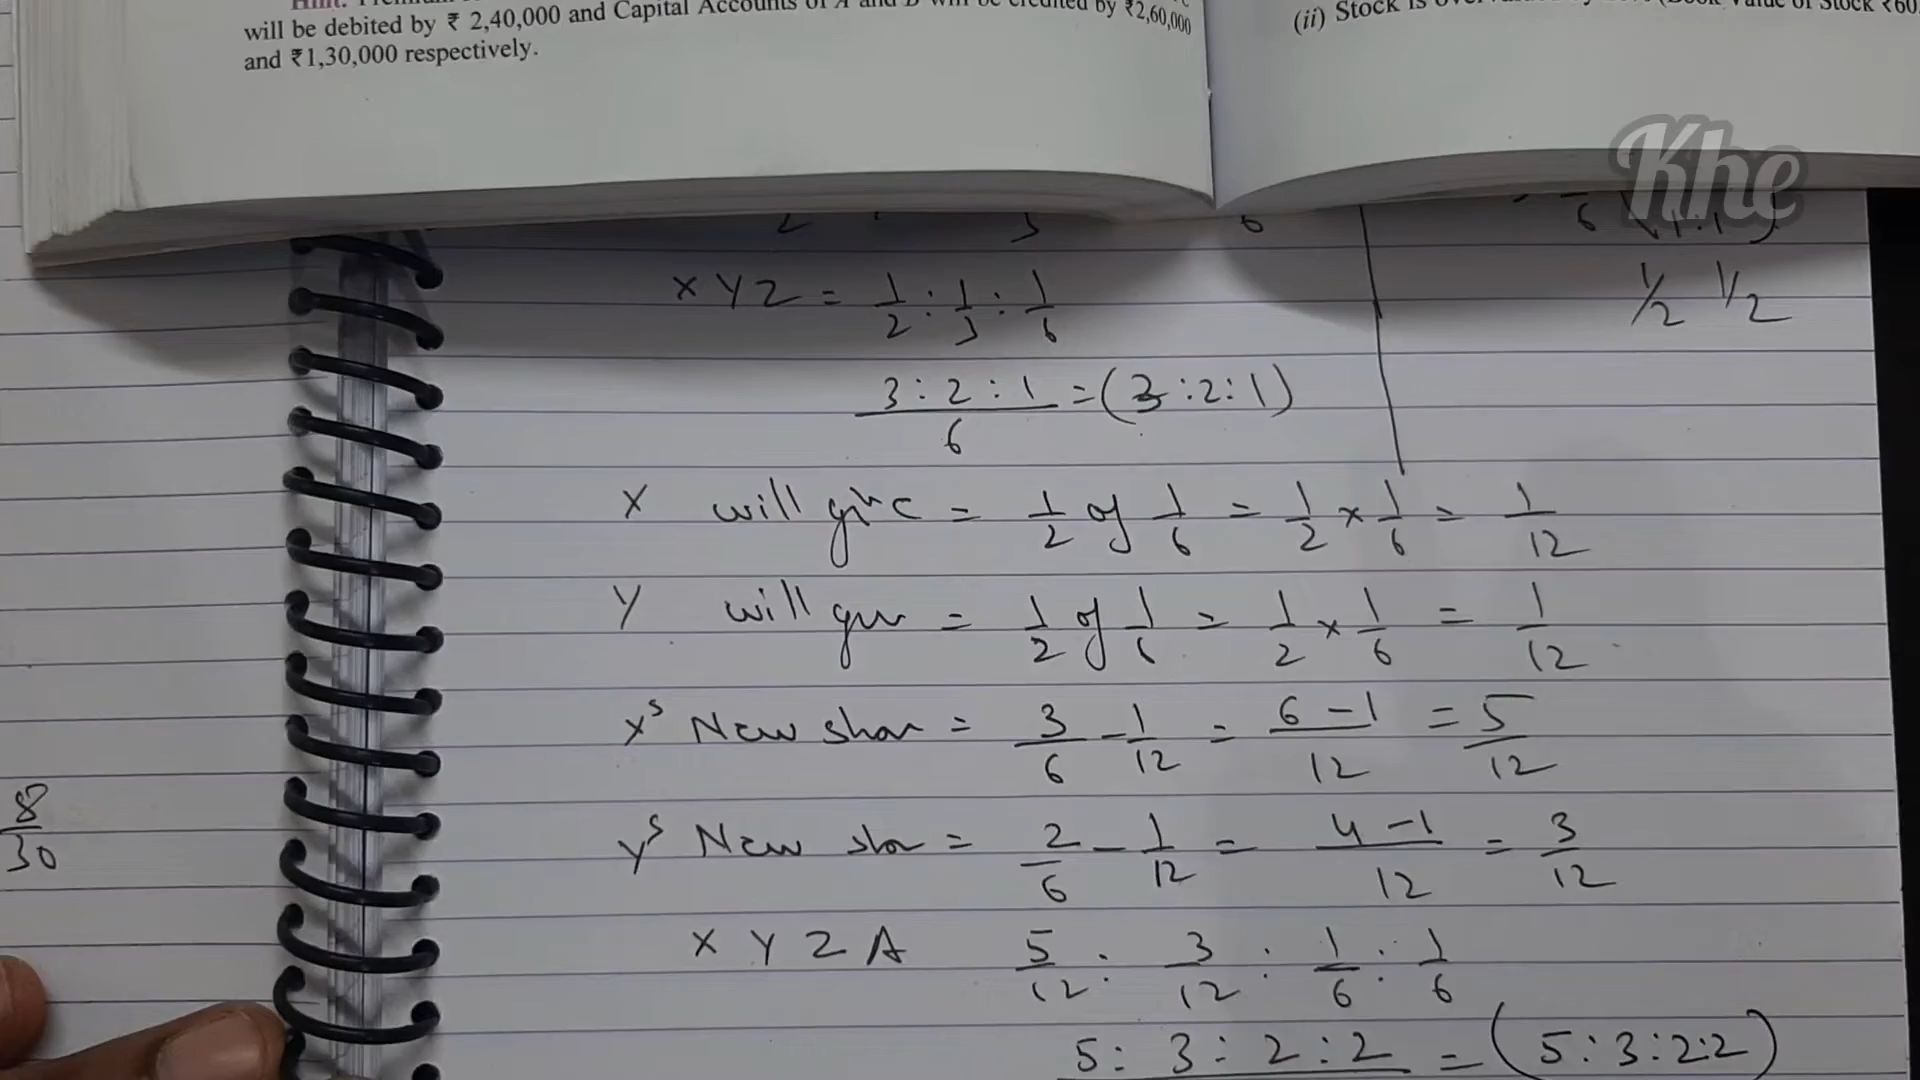 will be debited by ₹ 2,40,000 and Capital Accounts of A and B will be credited by ₹2,60,000
and ₹1,30,000 respectively.
(ii) Stock is
Khe
X Y Z = 1/2 : 1/3 : 1/6
1/2 1/2
3 : 2 : 1 / 6 = (3 : 2 : 1)
X will give = 1/2 of 1/6 = 1/2 × 1/6 = 1/12
Y will give = 1/2 of 1/6 = 1/2 × 1/6 = 1/12
X's New share = 3/6 - 1/12 = 6-1/12 = 5/12
Y's New share = 2/6 - 1/12 = 4-1/12 = 3/12
8/30
X Y Z A 5/12 : 3/12 : 1/6 : 1/6
5 : 3 : 2 : 2 = (5 : 3 : 2 : 2)